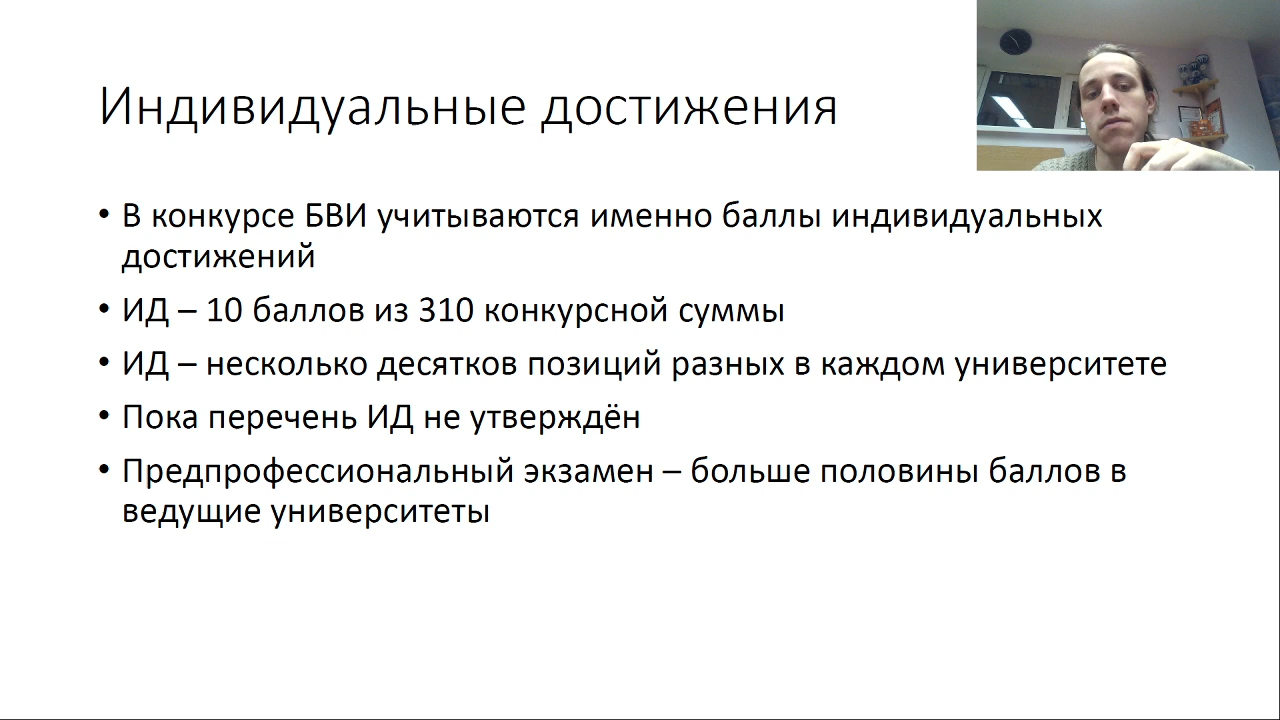 Индивидуальные достижения
• В конкурсе БВИ учитываются именно баллы индивидуальных
достижений
• ИД – 10 баллов из 310 конкурсной суммы
• ИД – несколько десятков позиций разных в каждом университете
• Пока перечень ИД не утверждён
• Предпрофессиональный экзамен – больше половины баллов в
ведущие университеты